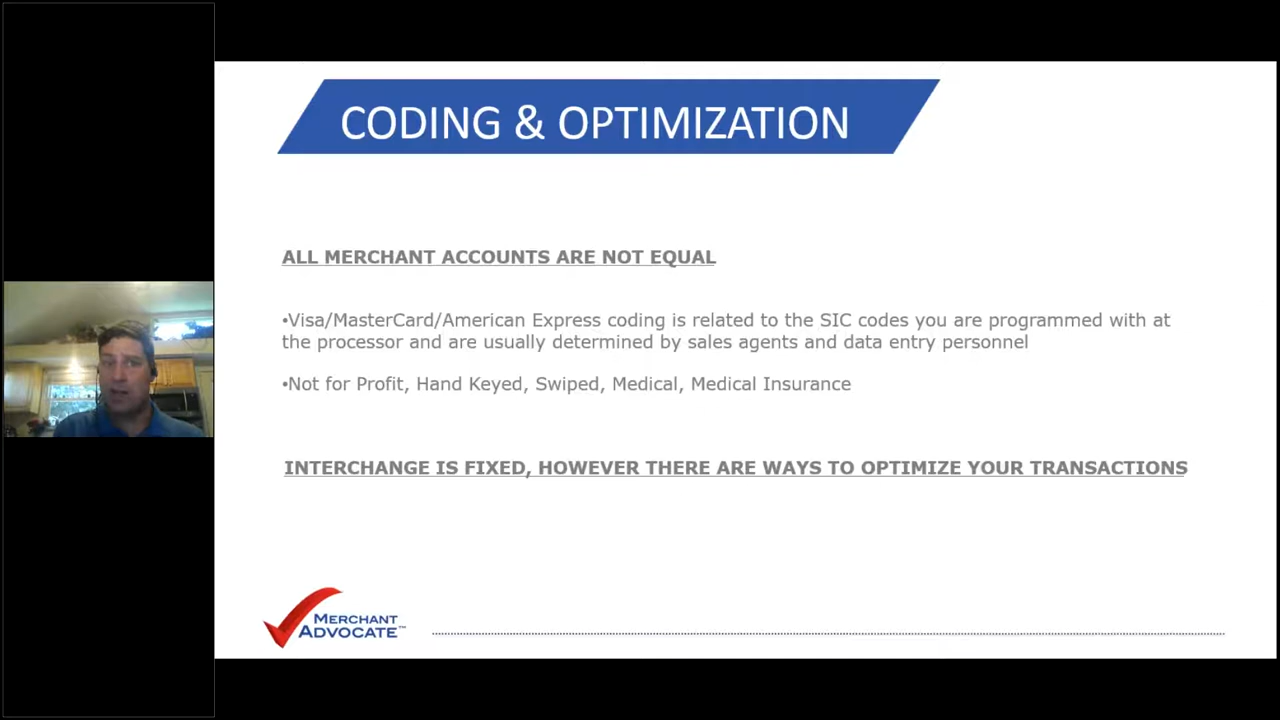 CODING & OPTIMIZATION
ALL MERCHANT ACCOUNTS ARE NOT EQUAL
•Visa/MasterCard/American Express coding is related to the SIC codes you are programmed with at
the processor and are usually determined by sales agents and data entry personnel
•Not for Profit, Hand Keyed, Swiped, Medical, Medical Insurance
INTERCHANGE IS FIXED, HOWEVER THERE ARE WAYS TO OPTIMIZE YOUR TRANSACTIONS
MERCHANT
ADVOCATE™